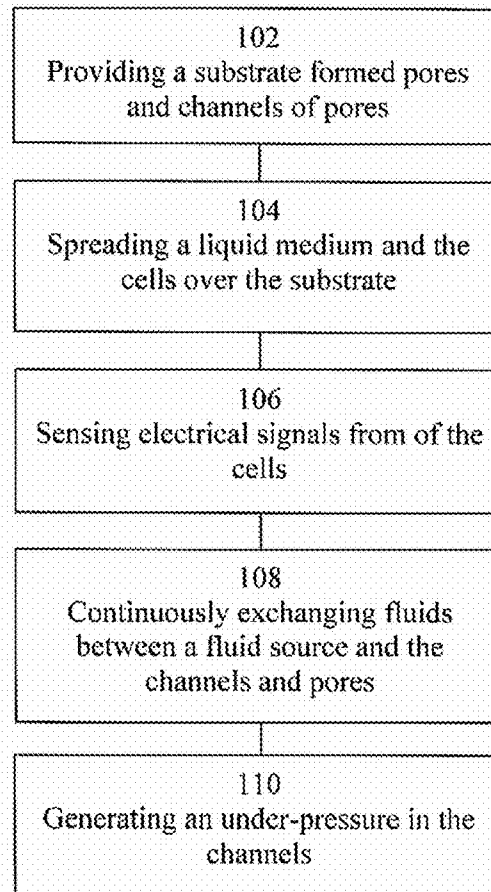 102
Providing a substrate formed pores
and channels of pores
104
Spreading a liquid medium and the
cells over the substrate
106
Sensing electrical signals from of the
cells
108
Continuously exchanging fluids
between a fluid source and the
channels and pores
110
Generating an under-pressure in the
channels